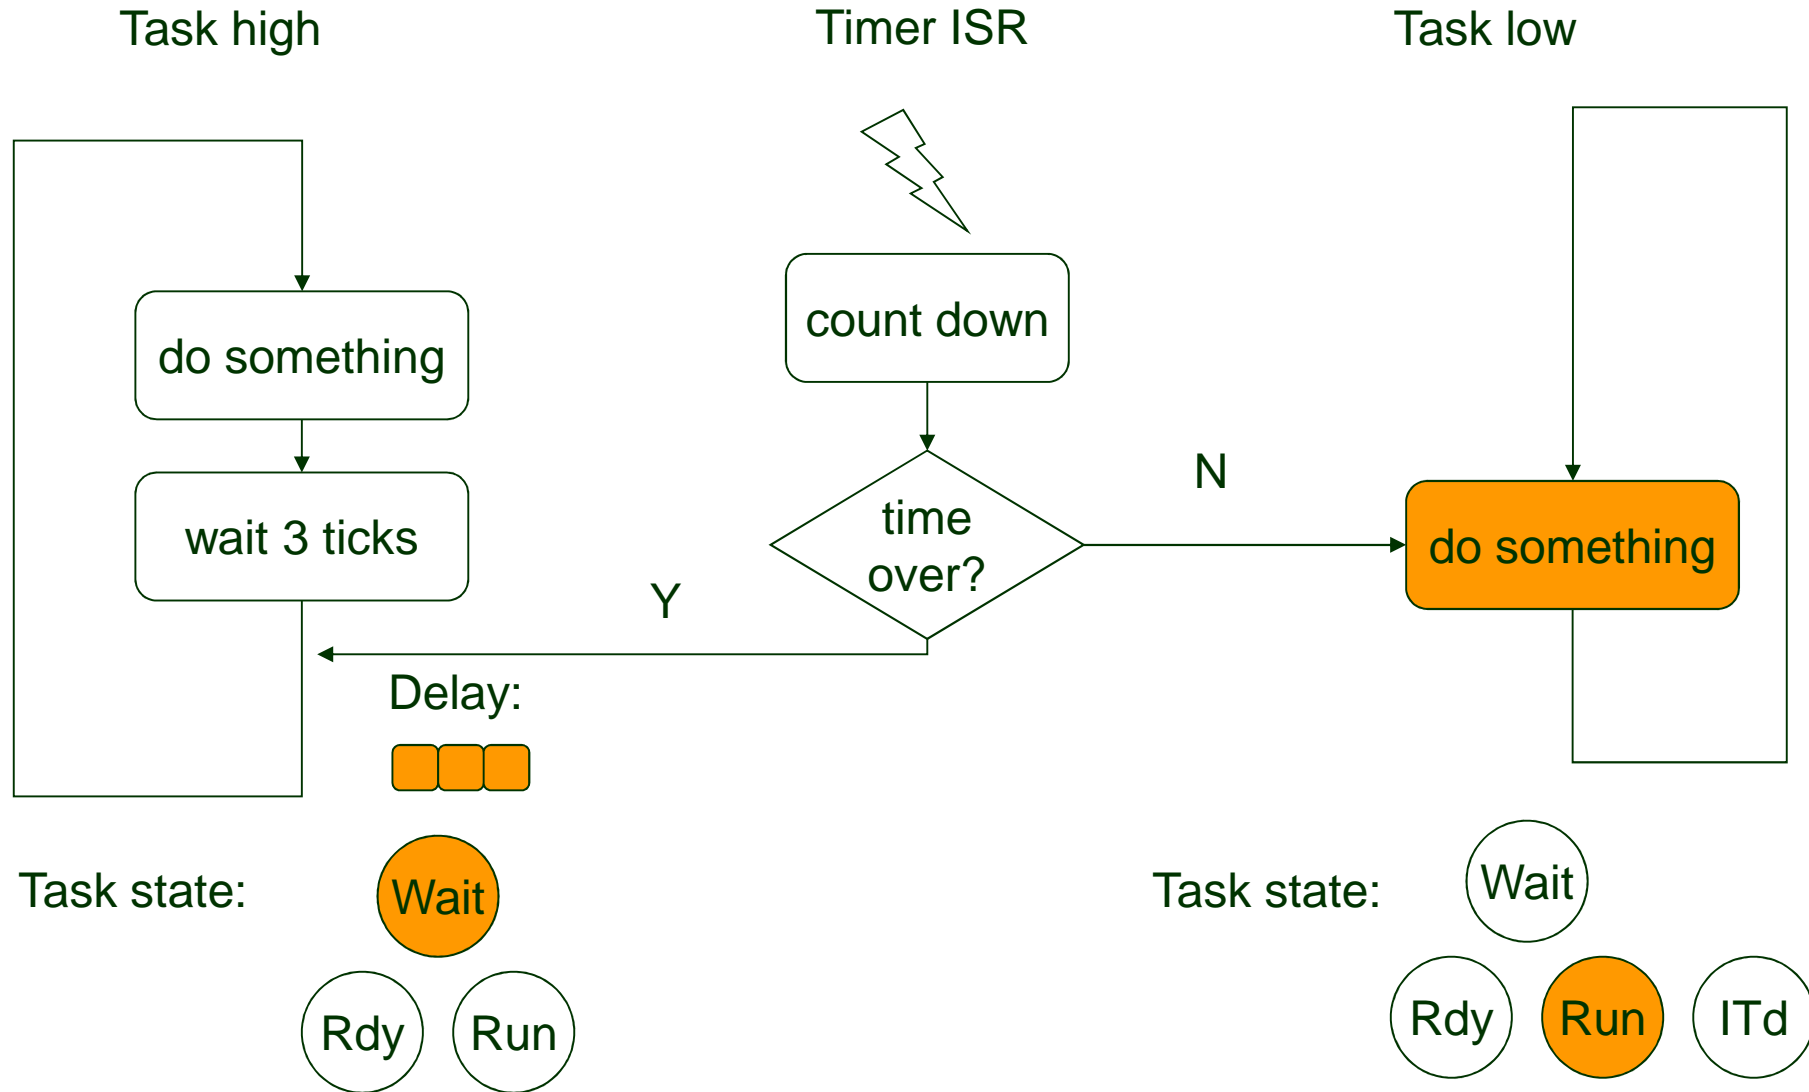 Task high
Timer ISR
Task low
do something
wait 3 ticks
count down
time
over?
Y
N
do something
Delay:
Task state:
Wait
Rdy
Run
Task state:
Wait
Rdy
Run
ITd